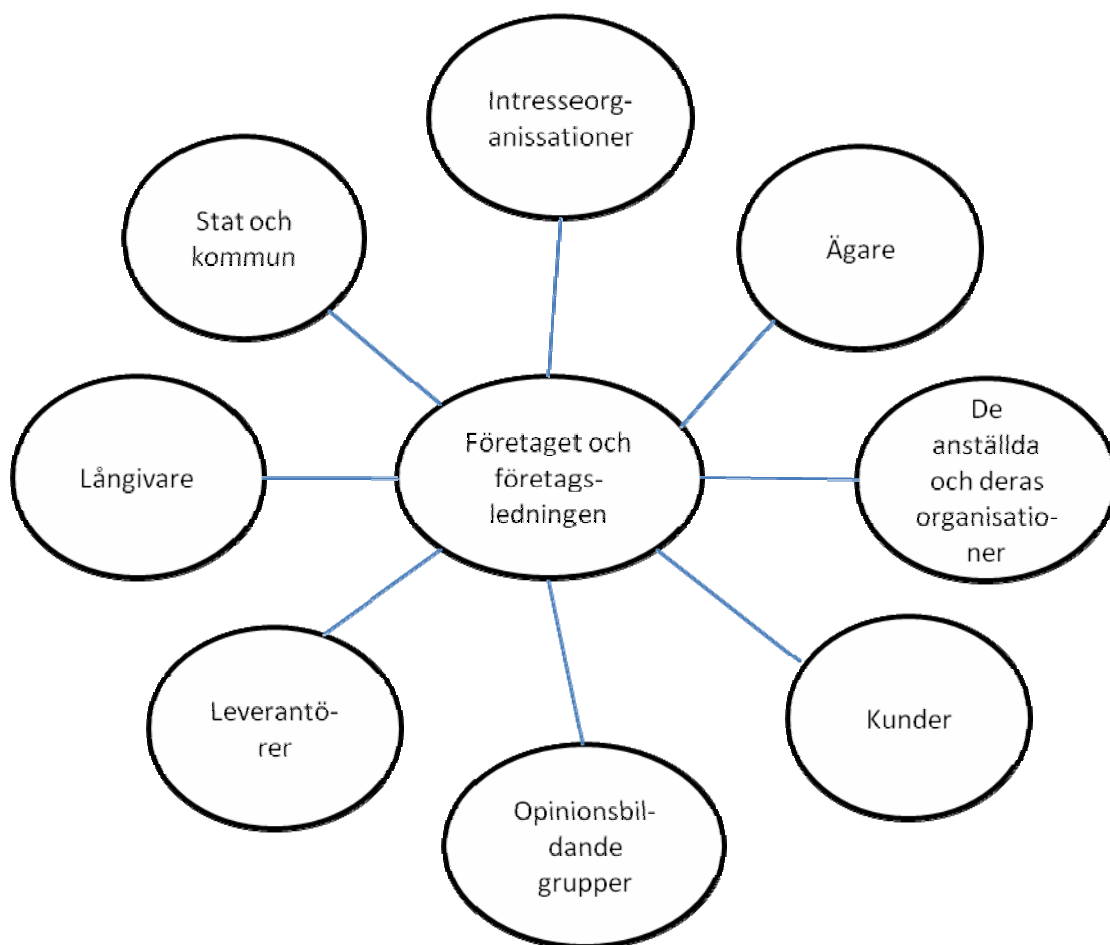 Intresseorg-
anissationer
Stat och
kommun
Ägare
De
anställda
och deras
organisatio-
ner
Företaget och
företags-
ledningen
Långivare
Leverantö-
rer
Kunder
Opinionsbil-
dande
grupper